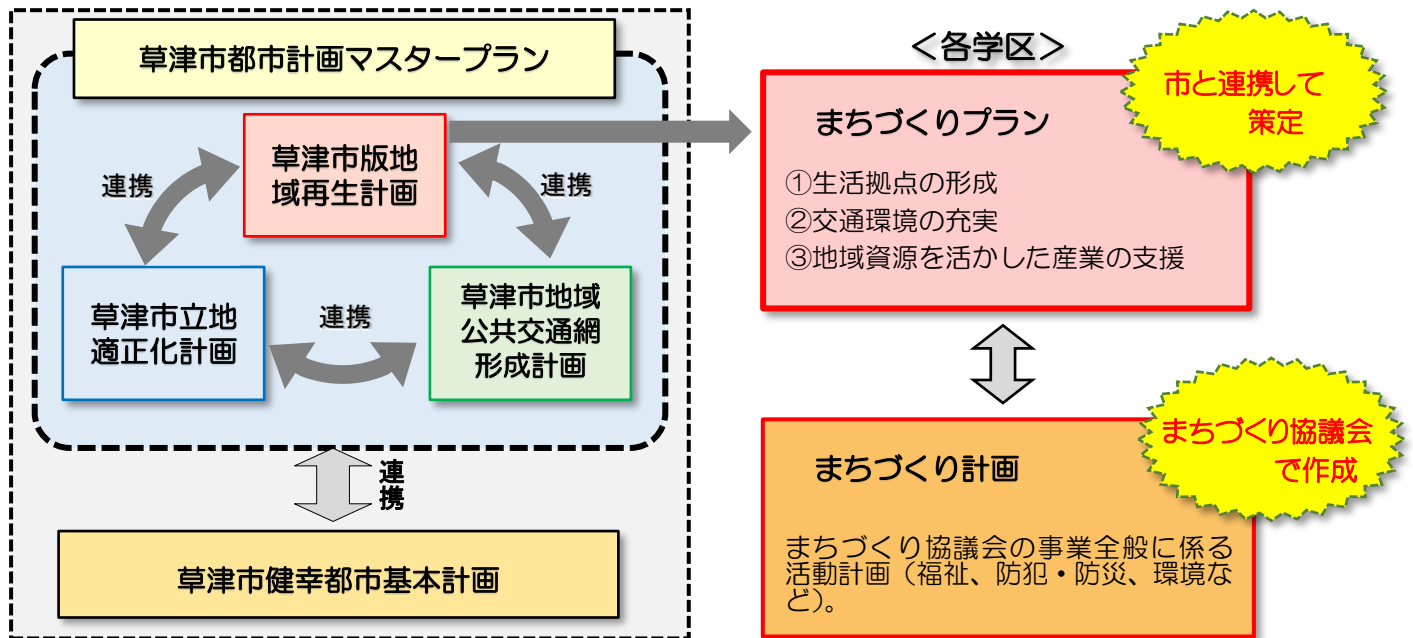 草津市都市計画マスタープラン
草津市版地
域再生計画
連携
連携
草津市立地
適正化計画
連携
草津市地域
公共交通網
形成計画
連
携
草津市健幸都市基本計画
＜各学区＞
市と連携して
策定
まちづくりプラン
①生活拠点の形成
②交通環境の充実
③地域資源を活かした産業の支援
まちづくり協議会
で作成
まちづくり計画
まちづくり協議会の事業全般に係る
活動計画（福祉、防犯・防災、環境な
ど）。